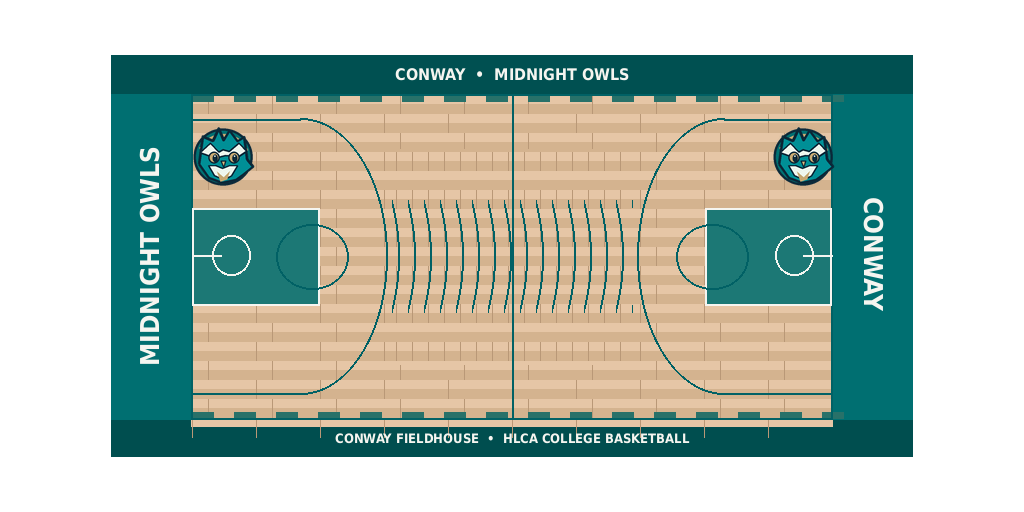 CONWAY • MIDNIGHT OWLS
MIDNIGHT OWLS
CONWAY
CONWAY FIELDHOUSE • HLCA COLLEGE BASKETBALL